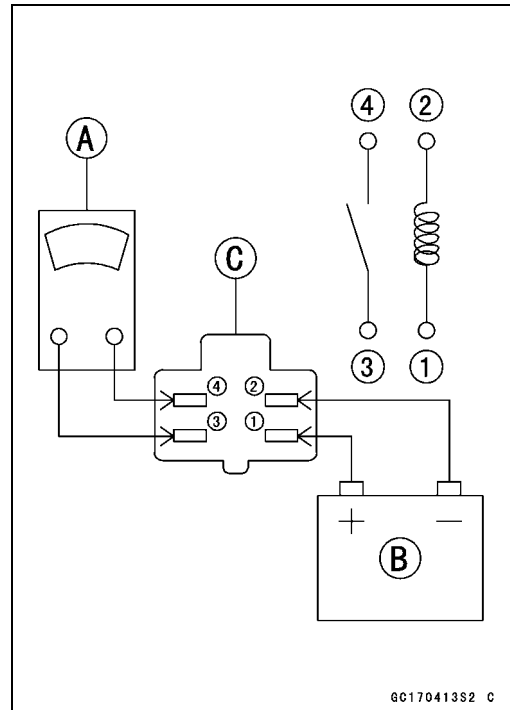 ④ ②
A
C
③ ①
④ ②
③ ①
+ −
B
GC170413S2 C